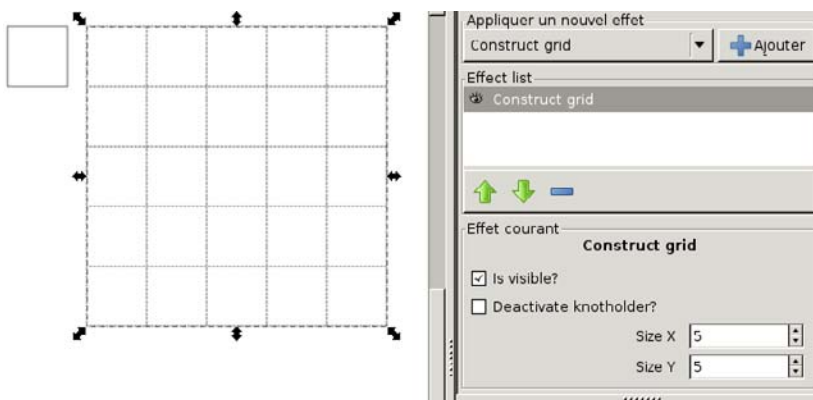 Appliquer un nouvel effet
Construct grid
Ajouter
Effect list
Construct grid
Effet courant
Construct grid
Is visible?
Deactivate knotholder?
Size X 5
Size Y 5